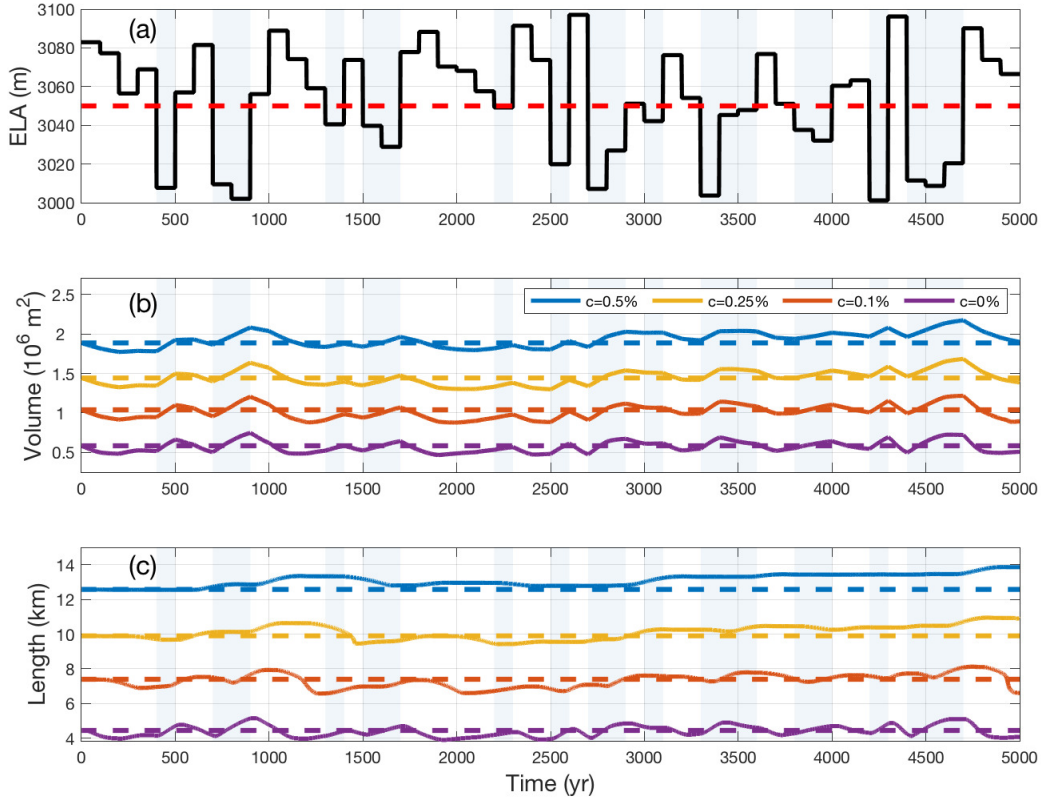 (a)
ELA (m)
3100
3080
3060
3040
3020
3000
0 500 1000 1500 2000 2500 3000 3500 4000 4500 5000
(b)
c=0.5% c=0.25% c=0.1% c=0%
Volume (10⁶ m²)
2.5
2
1.5
1
0.5
0 500 1000 1500 2000 2500 3000 3500 4000 4500 5000
(c)
Length (km)
14
12
10
8
6
4
0 500 1000 1500 2000 2500 3000 3500 4000 4500 5000
Time (yr)